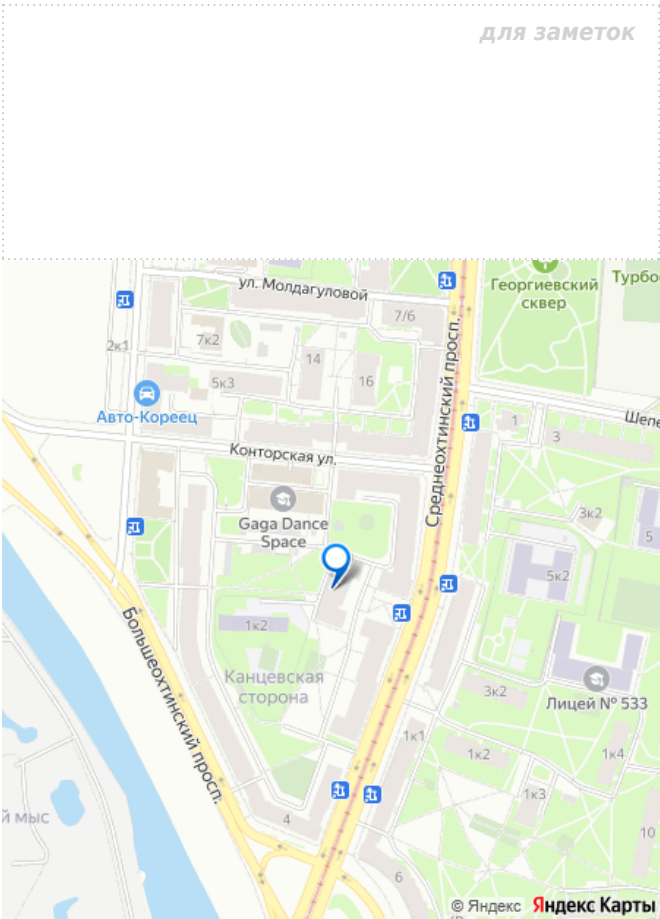 для заметок
Георгиевский
сквер
Турбо
ул. Молдагуловой
7/6
2к1
7к2
14
16
5к3
Авто-Кореец
Среднеохтинский просп.
1
3
Шепе
Конторская ул.
Gaga Dance
Space
3к2
5
5к2
1к2
Большеохтинский просп.
Канцевская
сторона
3к2
Лицей № 533
1к1
1к2
1к4
1к3
й мыс
4
10
6
© Яндекс Яндекс Карты